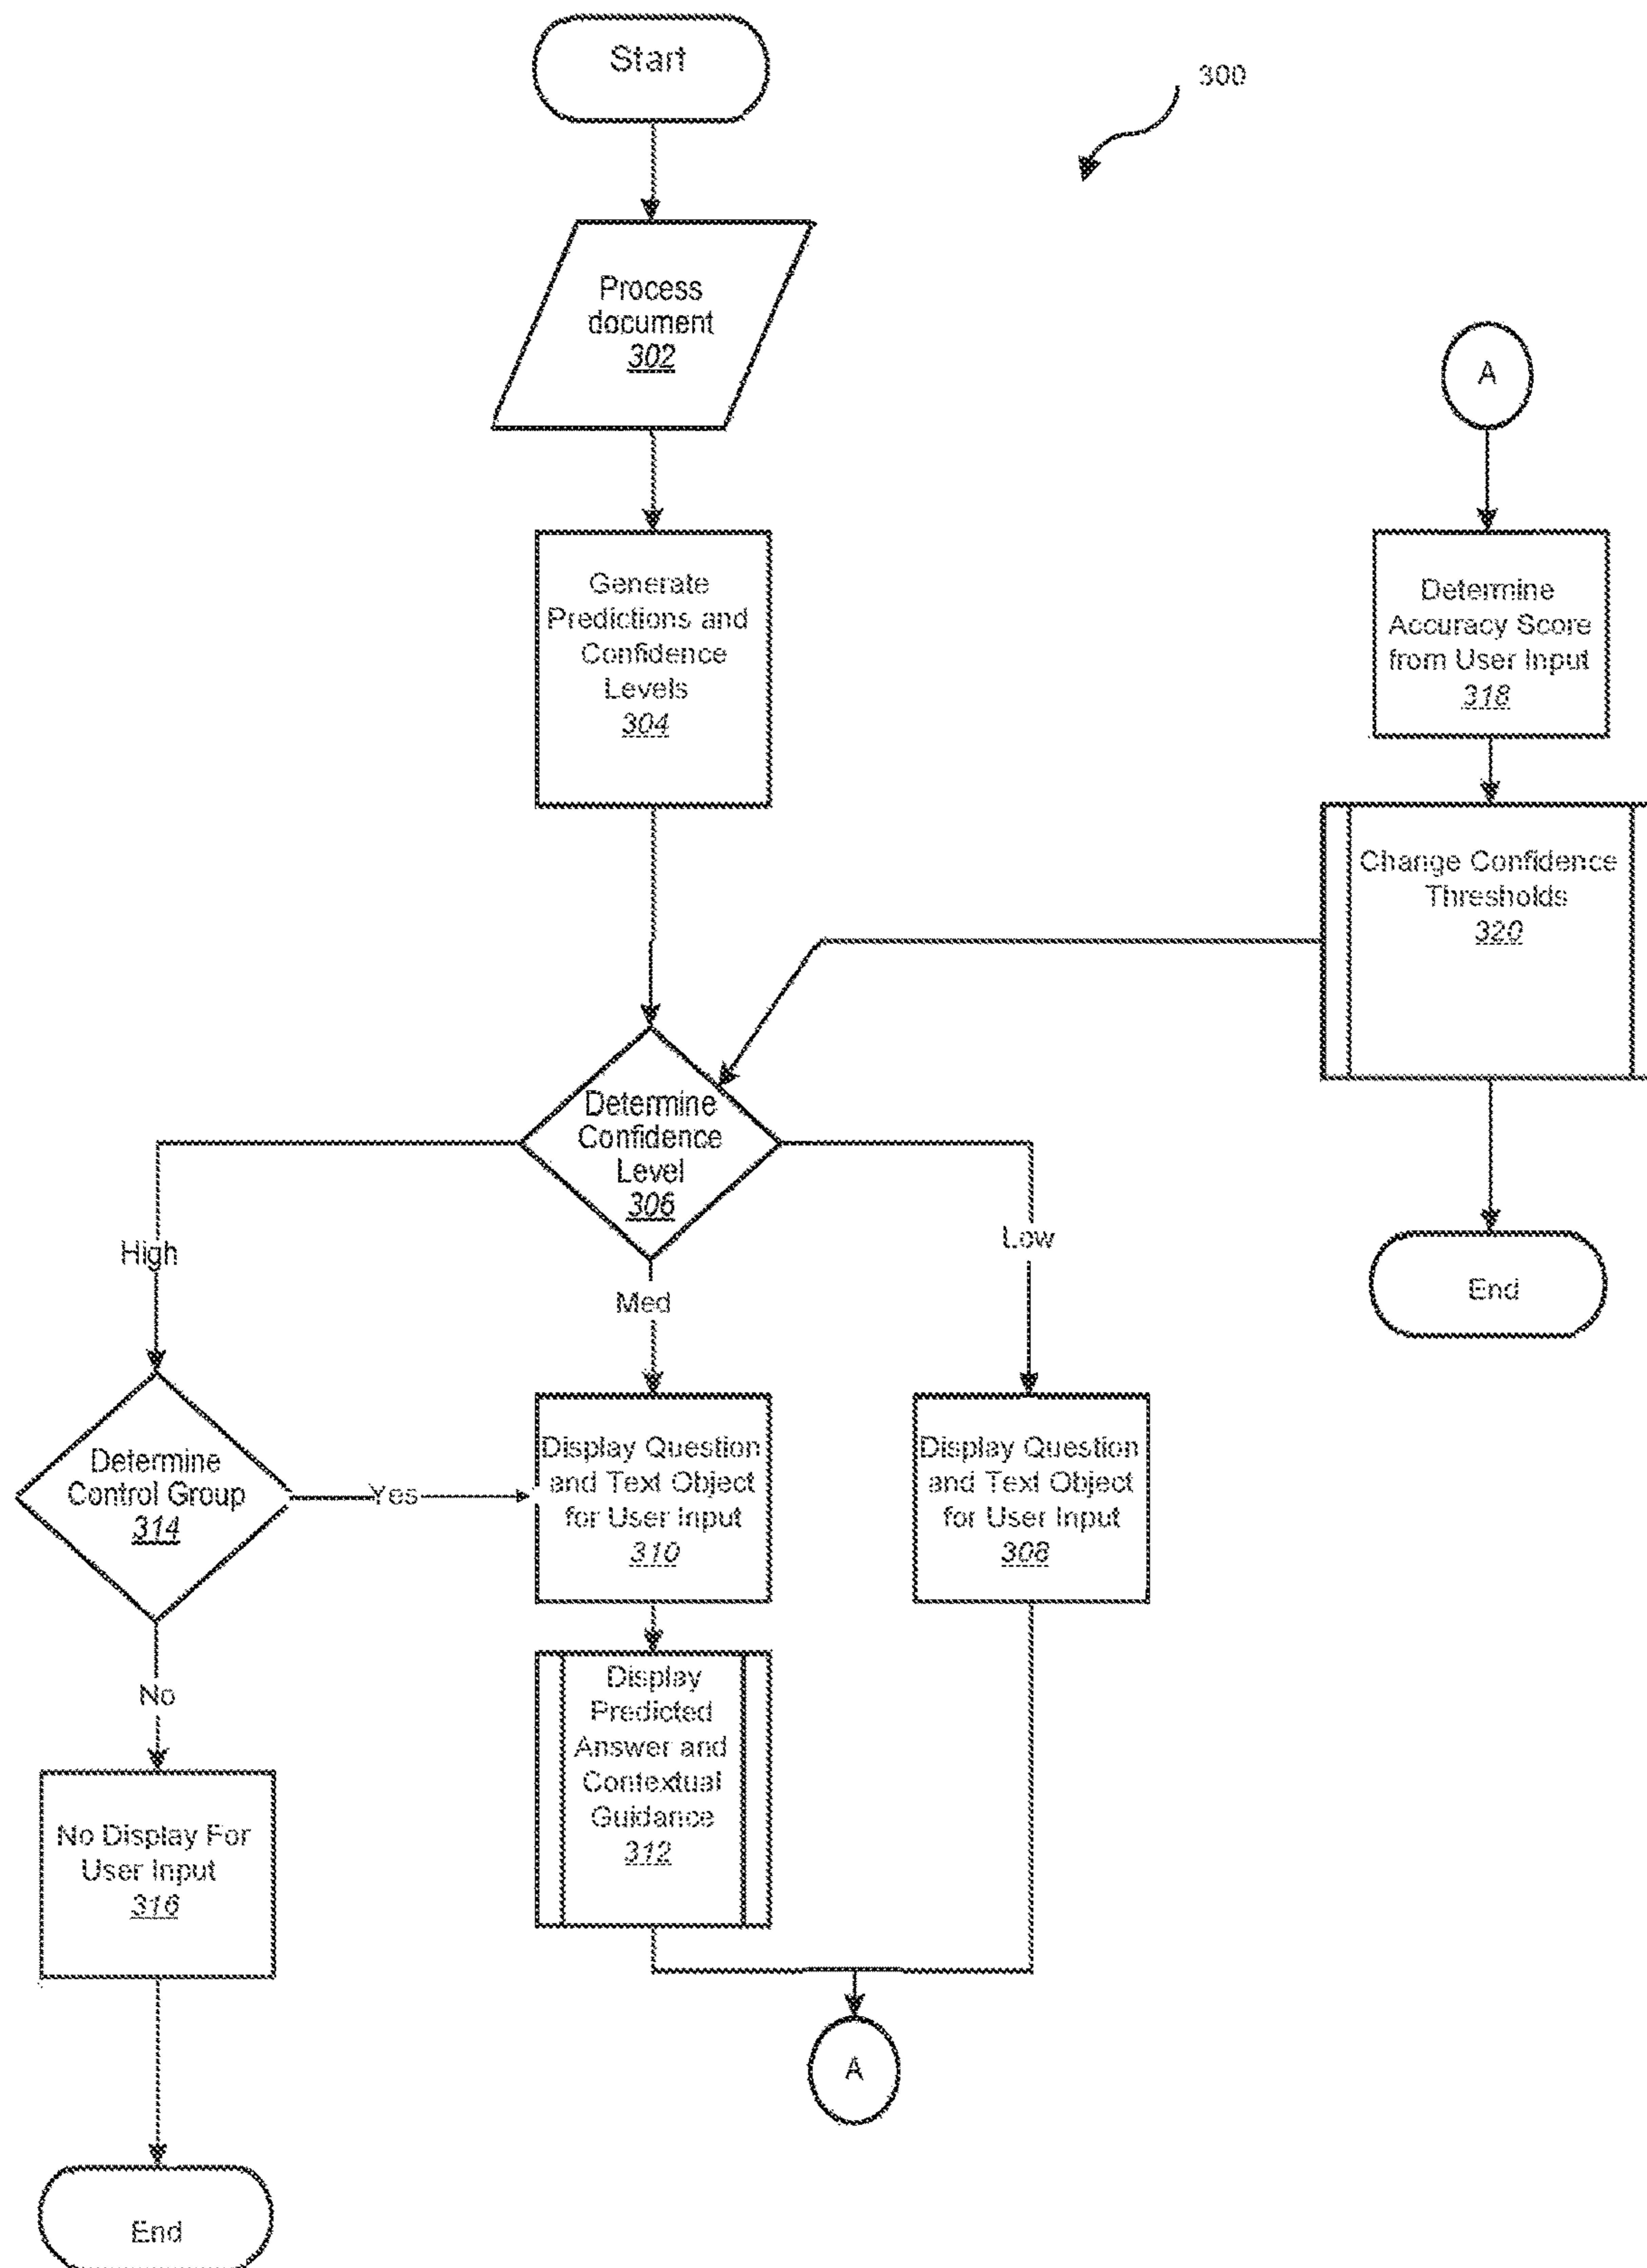 Start
300
Process
document
302
A
Generate
Predictions and
Confidence
Levels
304
Determine
Accuracy Score
from User Input
318
Change Confidence
Thresholds
320
Determine
Confidence
Level
306
High
Med
Low
End
Determine
Control Group
314
Yes
Display Question
and Text Object
for User Input
310
Display Question
and Text Object
for User Input
308
No
Display
Predicted
Answer and
Contextual
Guidance
312
No Display For
User Input
316
A
End